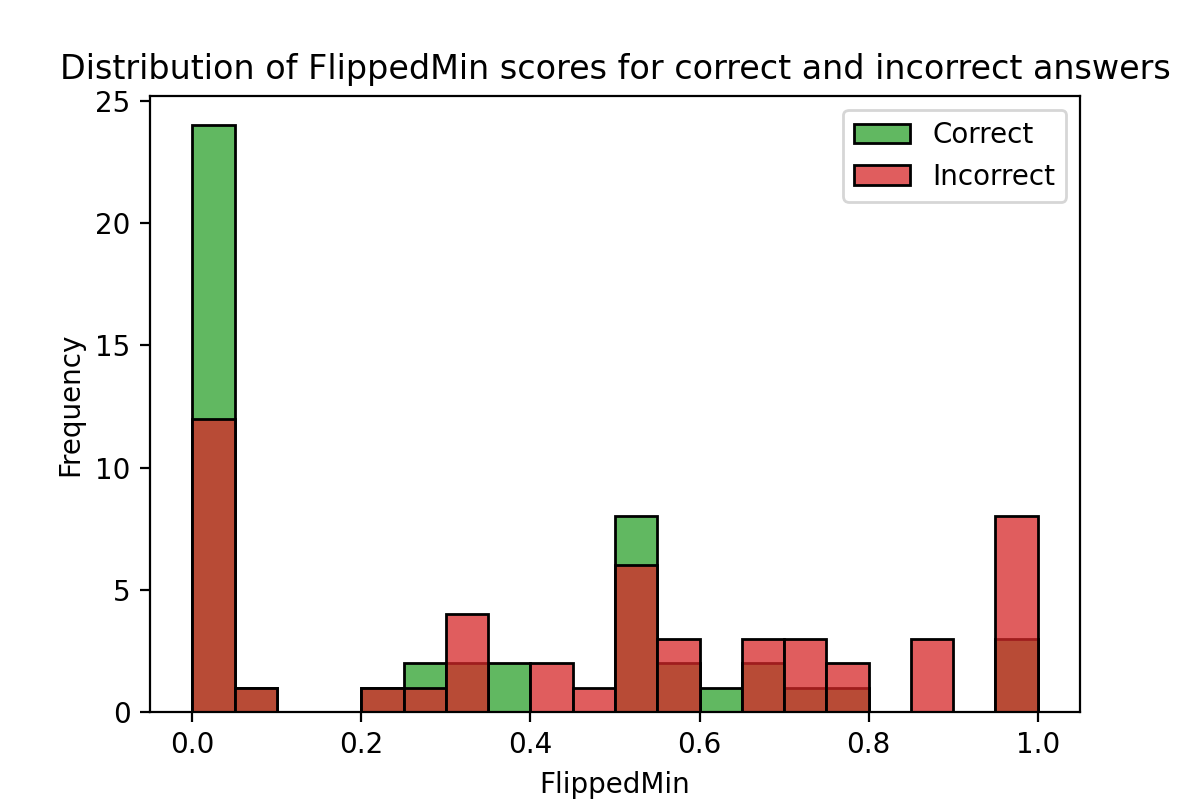 Distribution of FlippedMin scores for correct and incorrect answers
25
20
15
10
5
0
Frequency
Correct
Incorrect
0.0 0.2 0.4 0.6 0.8 1.0
FlippedMin